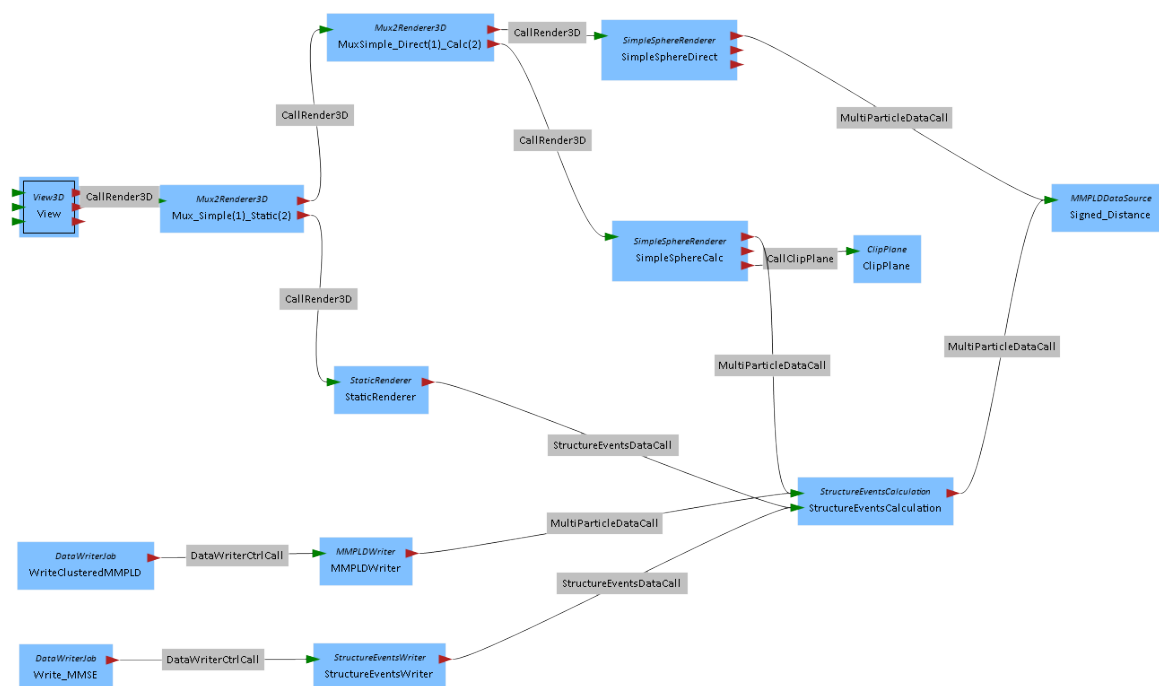 Mux2Renderer3D
MuxSimple_Direct(1)_Calc(2)
CallRender3D
SimpleSphereRenderer
SimpleSphereDirect
CallRender3D
MultiParticleDataCall
CallRender3D
View3D
View
CallRender3D
Mux2Renderer3D
Mux_Simple(1)_Static(2)
MMPLDDataSource
Signed_Distance
SimpleSphereRenderer
SimpleSphereCalc
CallClipPlane
ClipPlane
ClipPlane
CallRender3D
MultiParticleDataCall
MultiParticleDataCall
StaticRenderer
StaticRenderer
StructureEventsDataCall
StructureEventsCalculation
StructureEventsCalculation
MultiParticleDataCall
DataWriterJob
WriteClusteredMMPLD
DataWriterCtrlCall
MMPLDWriter
MMPLDWriter
StructureEventsDataCall
DataWriterJob
Write_MMSE
DataWriterCtrlCall
StructureEventsWriter
StructureEventsWriter